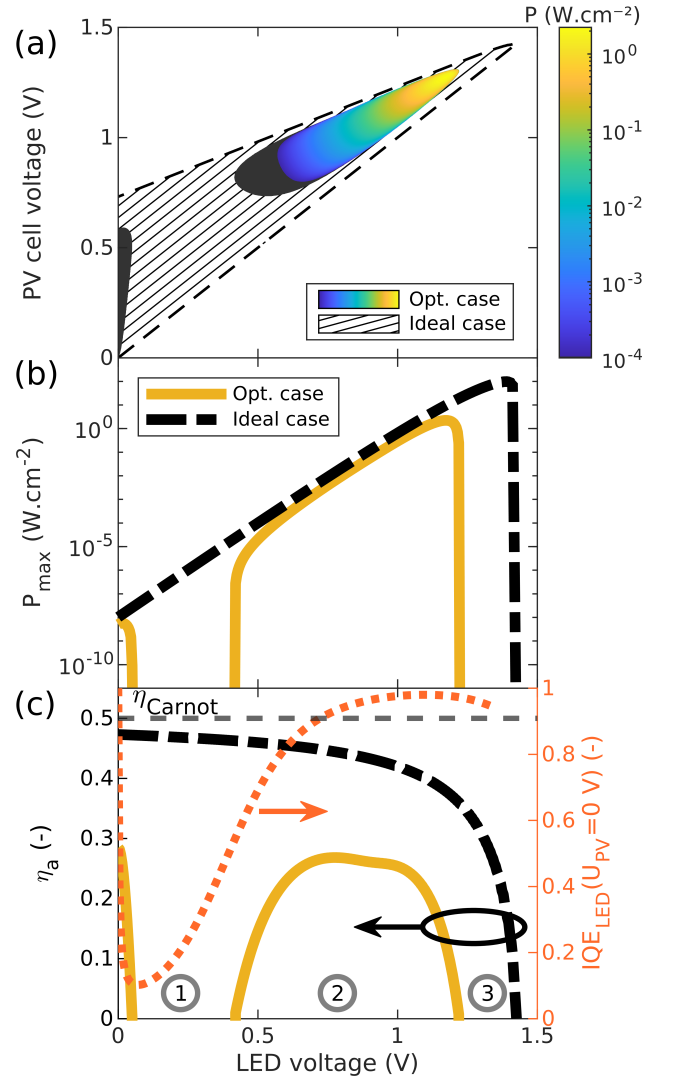 P (W.cm⁻²)
(a)
1.5
1
0.5
0
PV cell voltage (V)
Opt. case
Ideal case
10⁰
10⁻¹
10⁻²
10⁻³
10⁻⁴
(b)
Opt. case
Ideal case
10⁰
10⁻⁵
10⁻¹⁰
P_max (W.cm⁻²)
(c)
η_Carnot
0.5
0.4
0.3
0.2
0.1
0
η_a (-)
1
0.8
0.6
0.4
0.2
0
IQE_LED(U_PV=0 V) (-)
1
2
3
0
0.5
1
1.5
LED voltage (V)